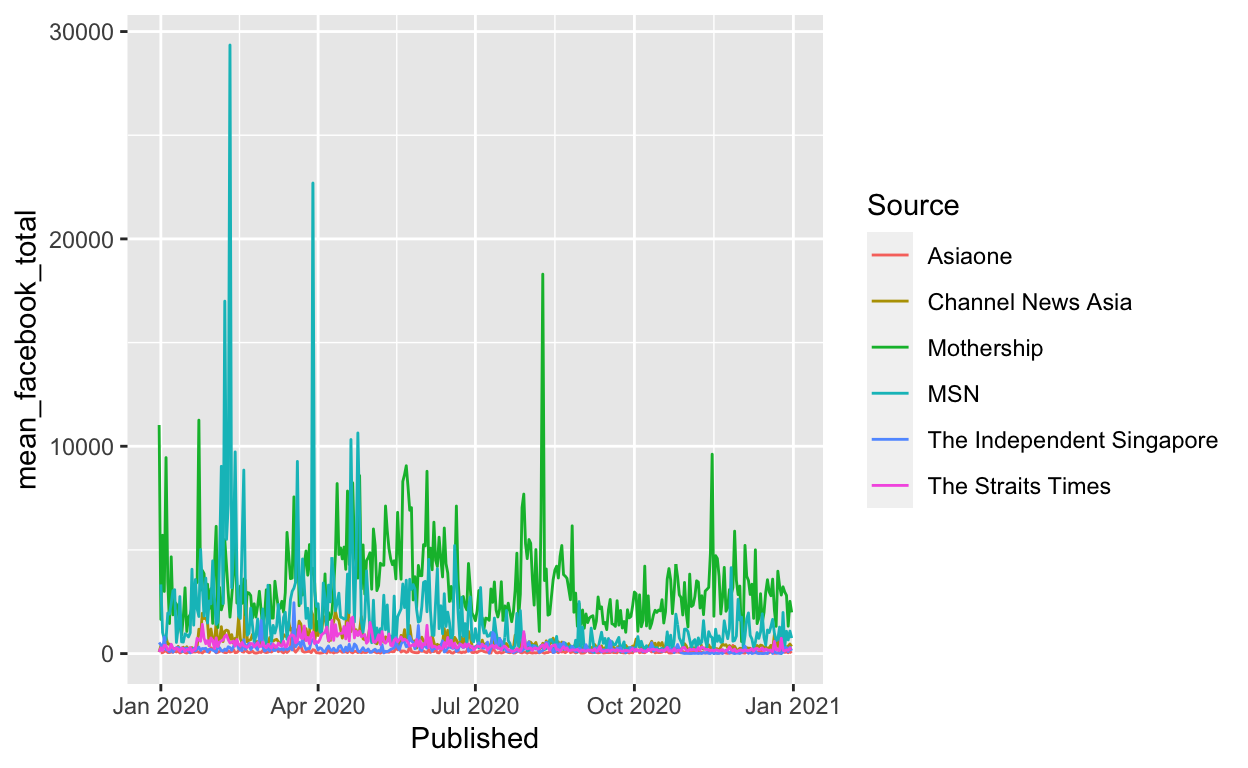 mean_facebook_total
30000
20000
10000
0
Jan 2020
Apr 2020
Jul 2020
Oct 2020
Jan 2021
Published
Source
Asiaone
Channel News Asia
Mothership
MSN
The Independent Singapore
The Straits Times